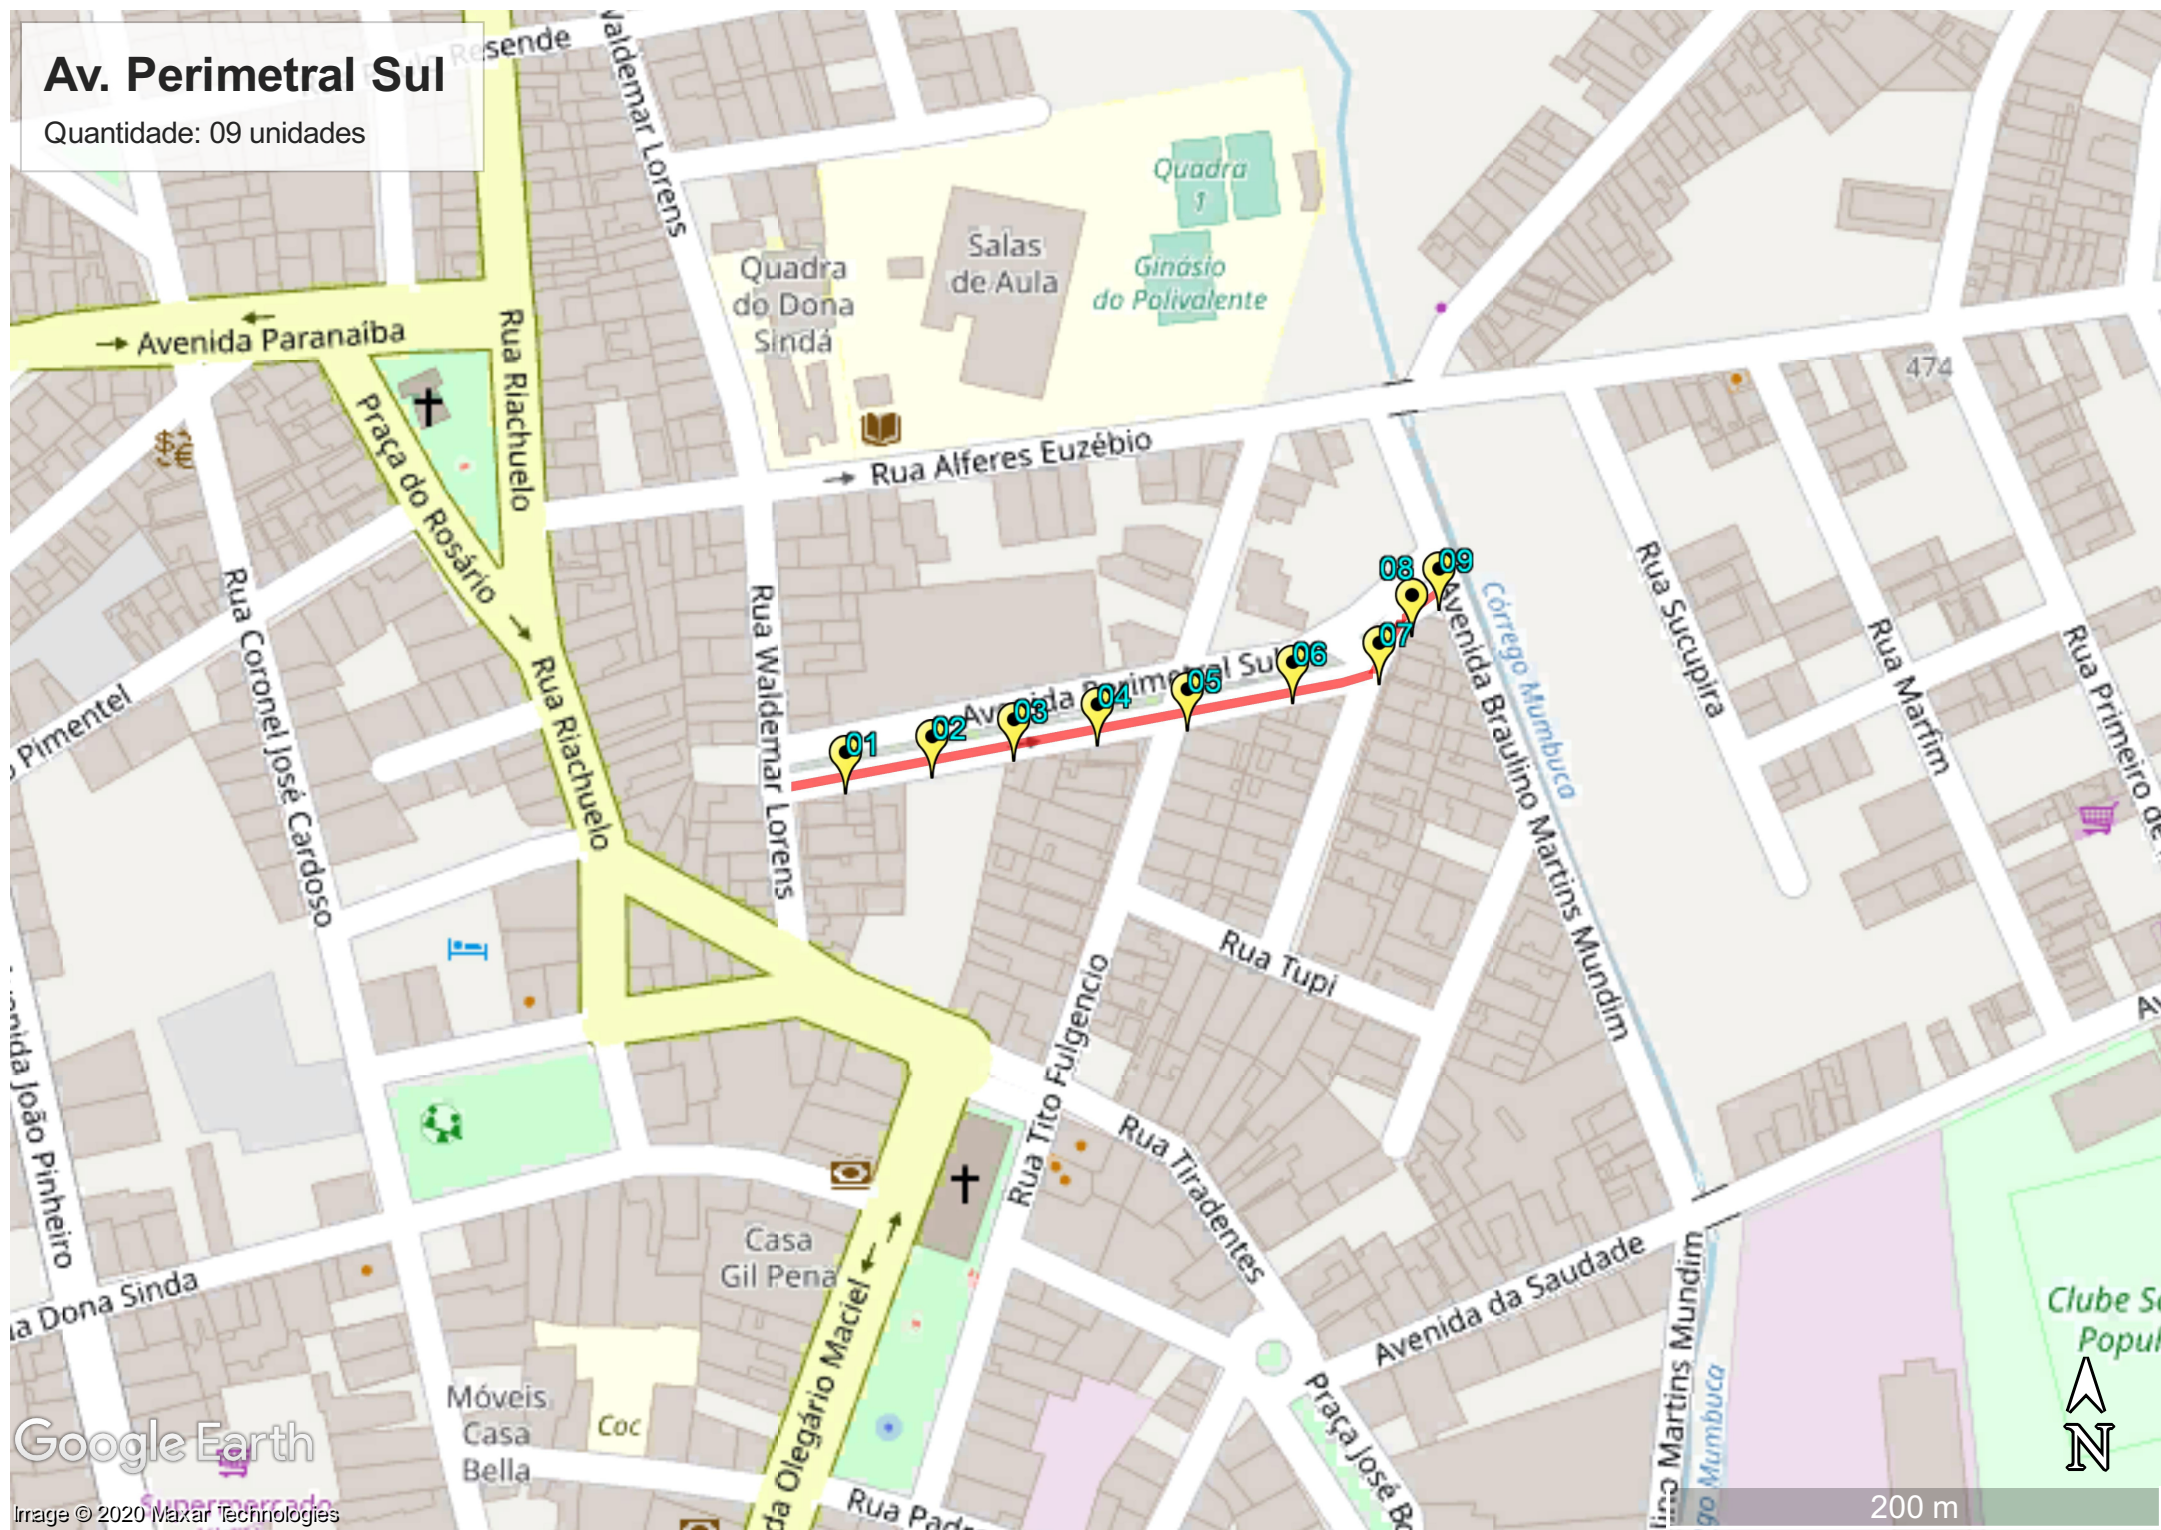 Av. Perimetral Sul
Quantidade: 09 unidades
Resende
Waldemar Lorens
Quadra
1
Salas
de Aula
Quadra
do Dona
Sindá
Ginásio
do Polivalente
Avenida Paranaíba
Rua Riachuelo
474
Praça do Rosário
Rua Alferes Euzébio
Rua Coronel José Cardoso
Rua Waldemar Lorens
Rua Sucupira
Rua Marfim
Rua Primeiro de
Córrego Mumbuca
Avenida Braulino Martins Mundim
Avenida Perimetral Sul
01
02
03
04
05
06
07
08
09
Pimentel
Rua Riachuelo
Rua Tupi
Rua Tito Fulgencio
Rua Tiradentes
João Pinheiro
Dona Sinda
Casa
Gil Pena
Olegário Maciel
Avenida da Saudade
Martins Mundim
Mumbuca
Praça José
Clube
Móveis
Casa
Bella
Coc
Rua
Google Earth
Supermercado
Image © 2020 Maxar Technologies
N
200 m